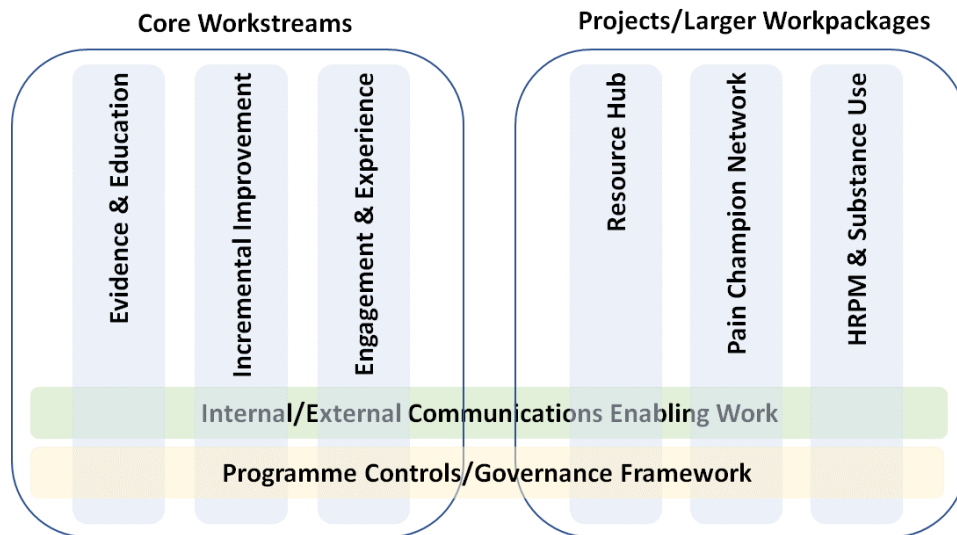 Core Workstreams
Projects/Larger Workpackages
Evidence & Education
Incremental Improvement
Engagement & Experience
Resource Hub
Pain Champion Network
HRPM & Substance Use
Internal/External Communications Enabling Work
Programme Controls/Governance Framework